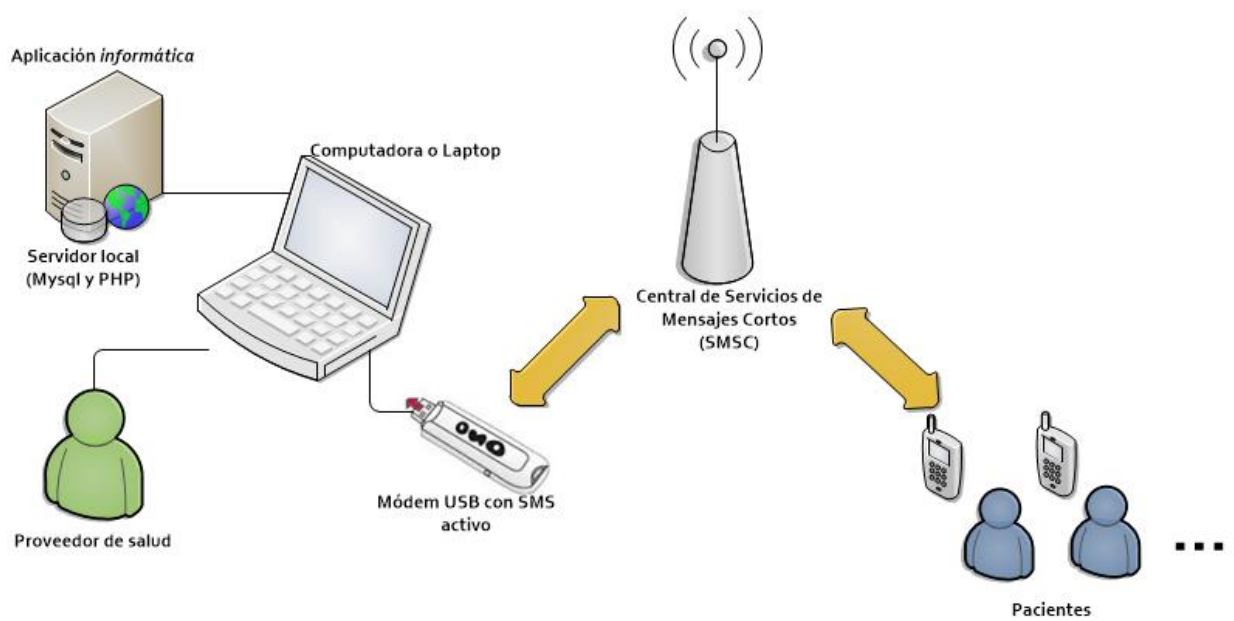 Aplicación informática
Computadora o Laptop
Servidor local
(Mysql y PHP)
Central de Servicios de
Mensajes Cortos
(SMSC)
Módem USB con SMS
activo
Proveedor de salud
Pacientes